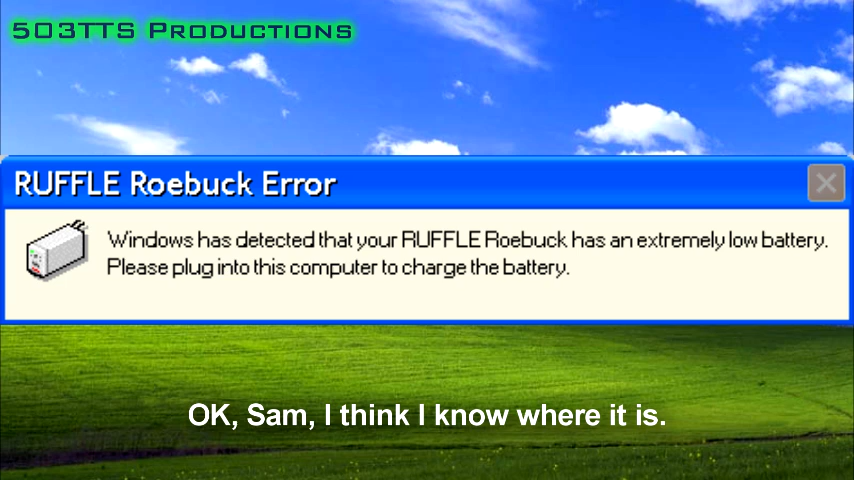 503TTS Productions
RUFFLE Roebuck Error
Windows has detected that your RUFFLE Roebuck has an extremely low battery.
Please plug into this computer to charge the battery.
OK, Sam, I think I know where it is.